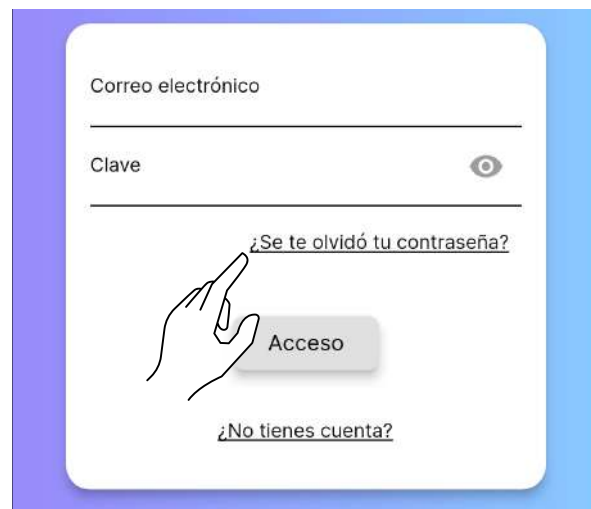 Correo electrónico
Clave
¿Se te olvidó tu contraseña?
Acceso
¿No tienes cuenta?